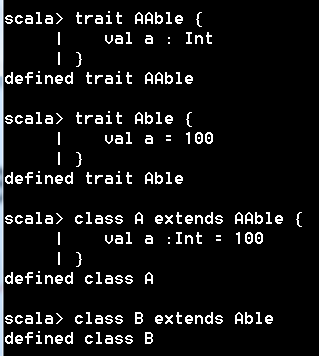 scala> trait AAble {
     |     val a : Int
     | }
defined trait AAble
scala> trait Able {
     |     val a = 100
     | }
defined trait Able
scala> class A extends AAble {
     |     val a :Int = 100
     | }
defined class A
scala> class B extends Able
defined class B